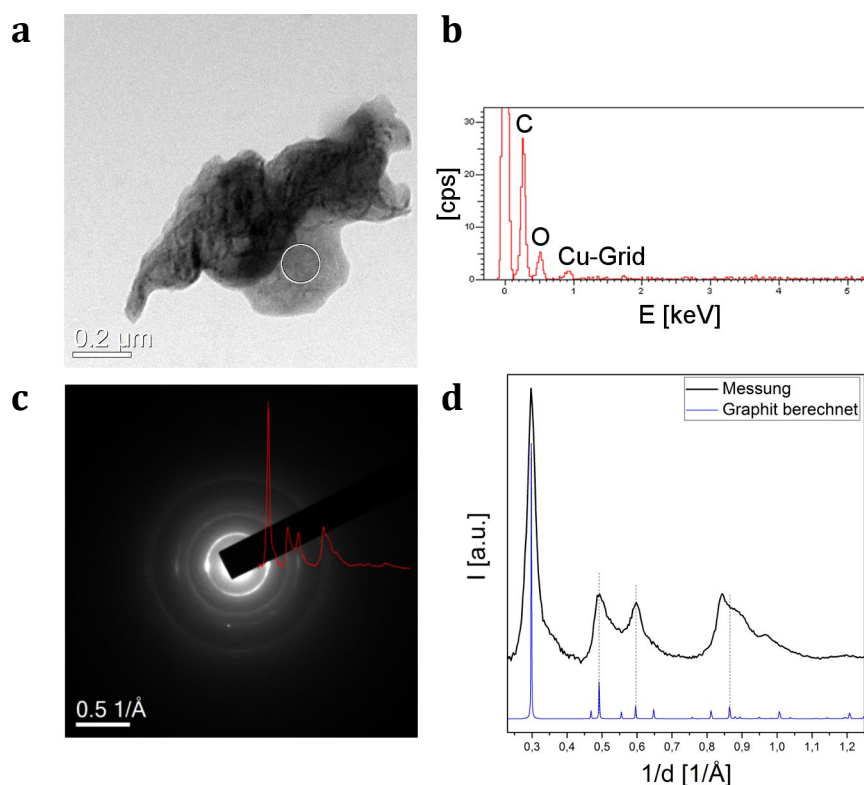 a
0.2 µm
b
[cps]
30
20
10
0
C
O
Cu-Grid
0
1
2
3
4
5
E [keV]
c
0.5 1/Å
d
Messung
Graphit berechnet
I [a.u.]
0,3
0,4
0,5
0,6
0,7
0,8
0,9
1,0
1,1
1,2
1/d [1/Å]